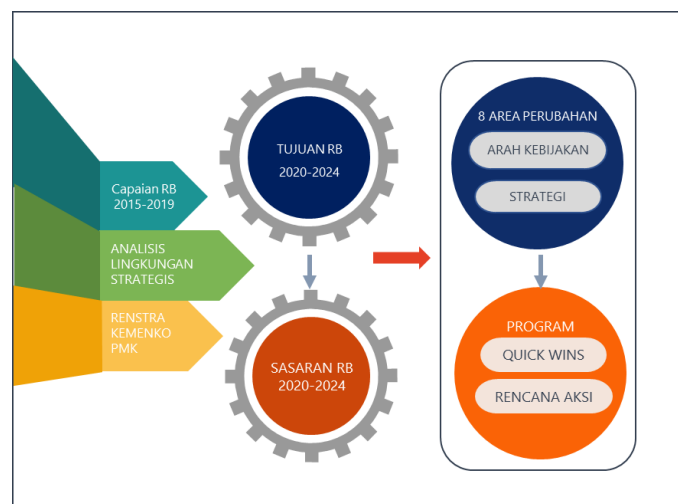 Capaian RB
2015-2019
ANALISIS
LINGKUNGAN
STRATEGIS
RENSTRA
KEMENKO
PMK
TUJUAN RB
2020-2024
SASARAN RB
2020-2024
8 AREA PERUBAHAN
ARAH KEBIJAKAN
STRATEGI
PROGRAM
QUICK WINS
RENCANA AKSI